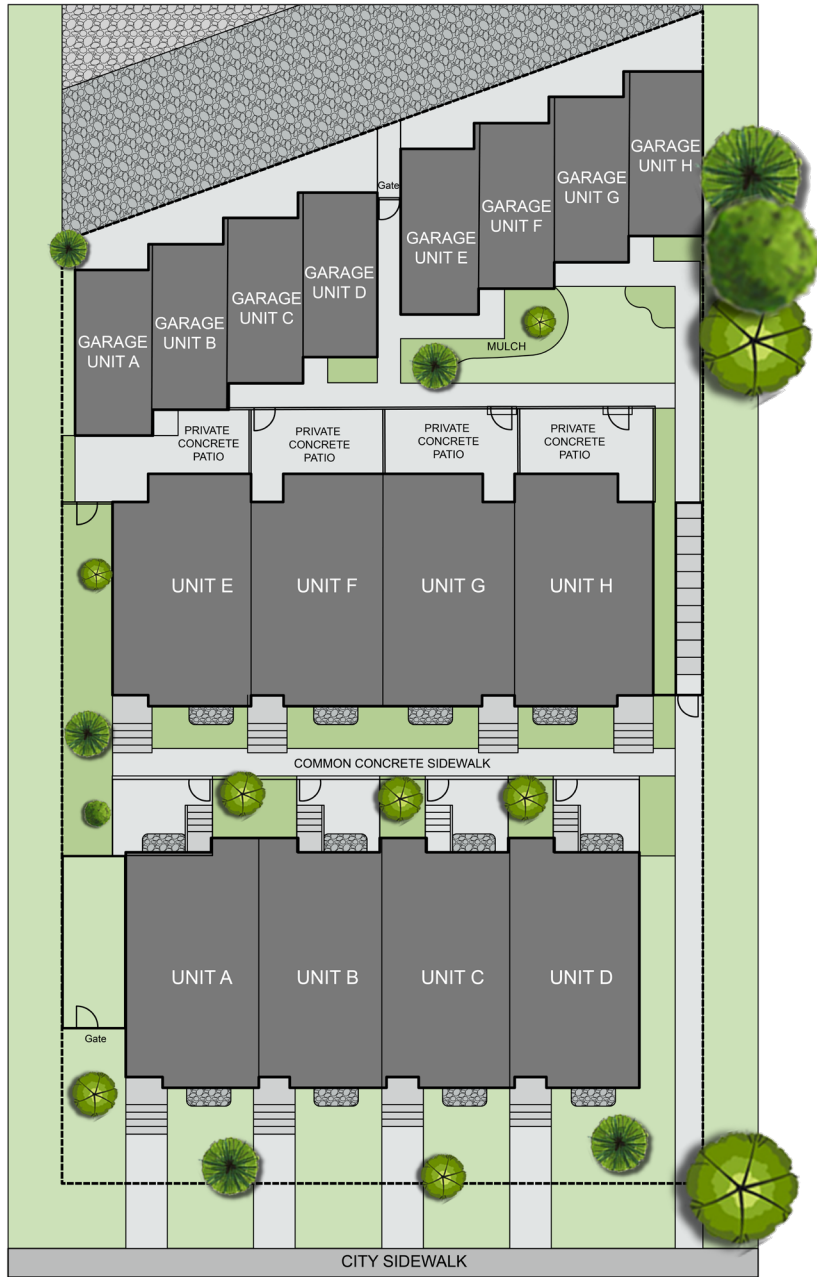 GARAGE
UNIT H
GARAGE
UNIT G
Gate
GARAGE
UNIT F
GARAGE
UNIT E
GARAGE
UNIT D
GARAGE
UNIT C
GARAGE
UNIT B
GARAGE
UNIT A
MULCH
PRIVATE
CONCRETE
PATIO
PRIVATE
CONCRETE
PATIO
PRIVATE
CONCRETE
PATIO
PRIVATE
CONCRETE
PATIO
UNIT E
UNIT F
UNIT G
UNIT H
COMMON CONCRETE SIDEWALK
UNIT A
UNIT B
UNIT C
UNIT D
Gate
CITY SIDEWALK